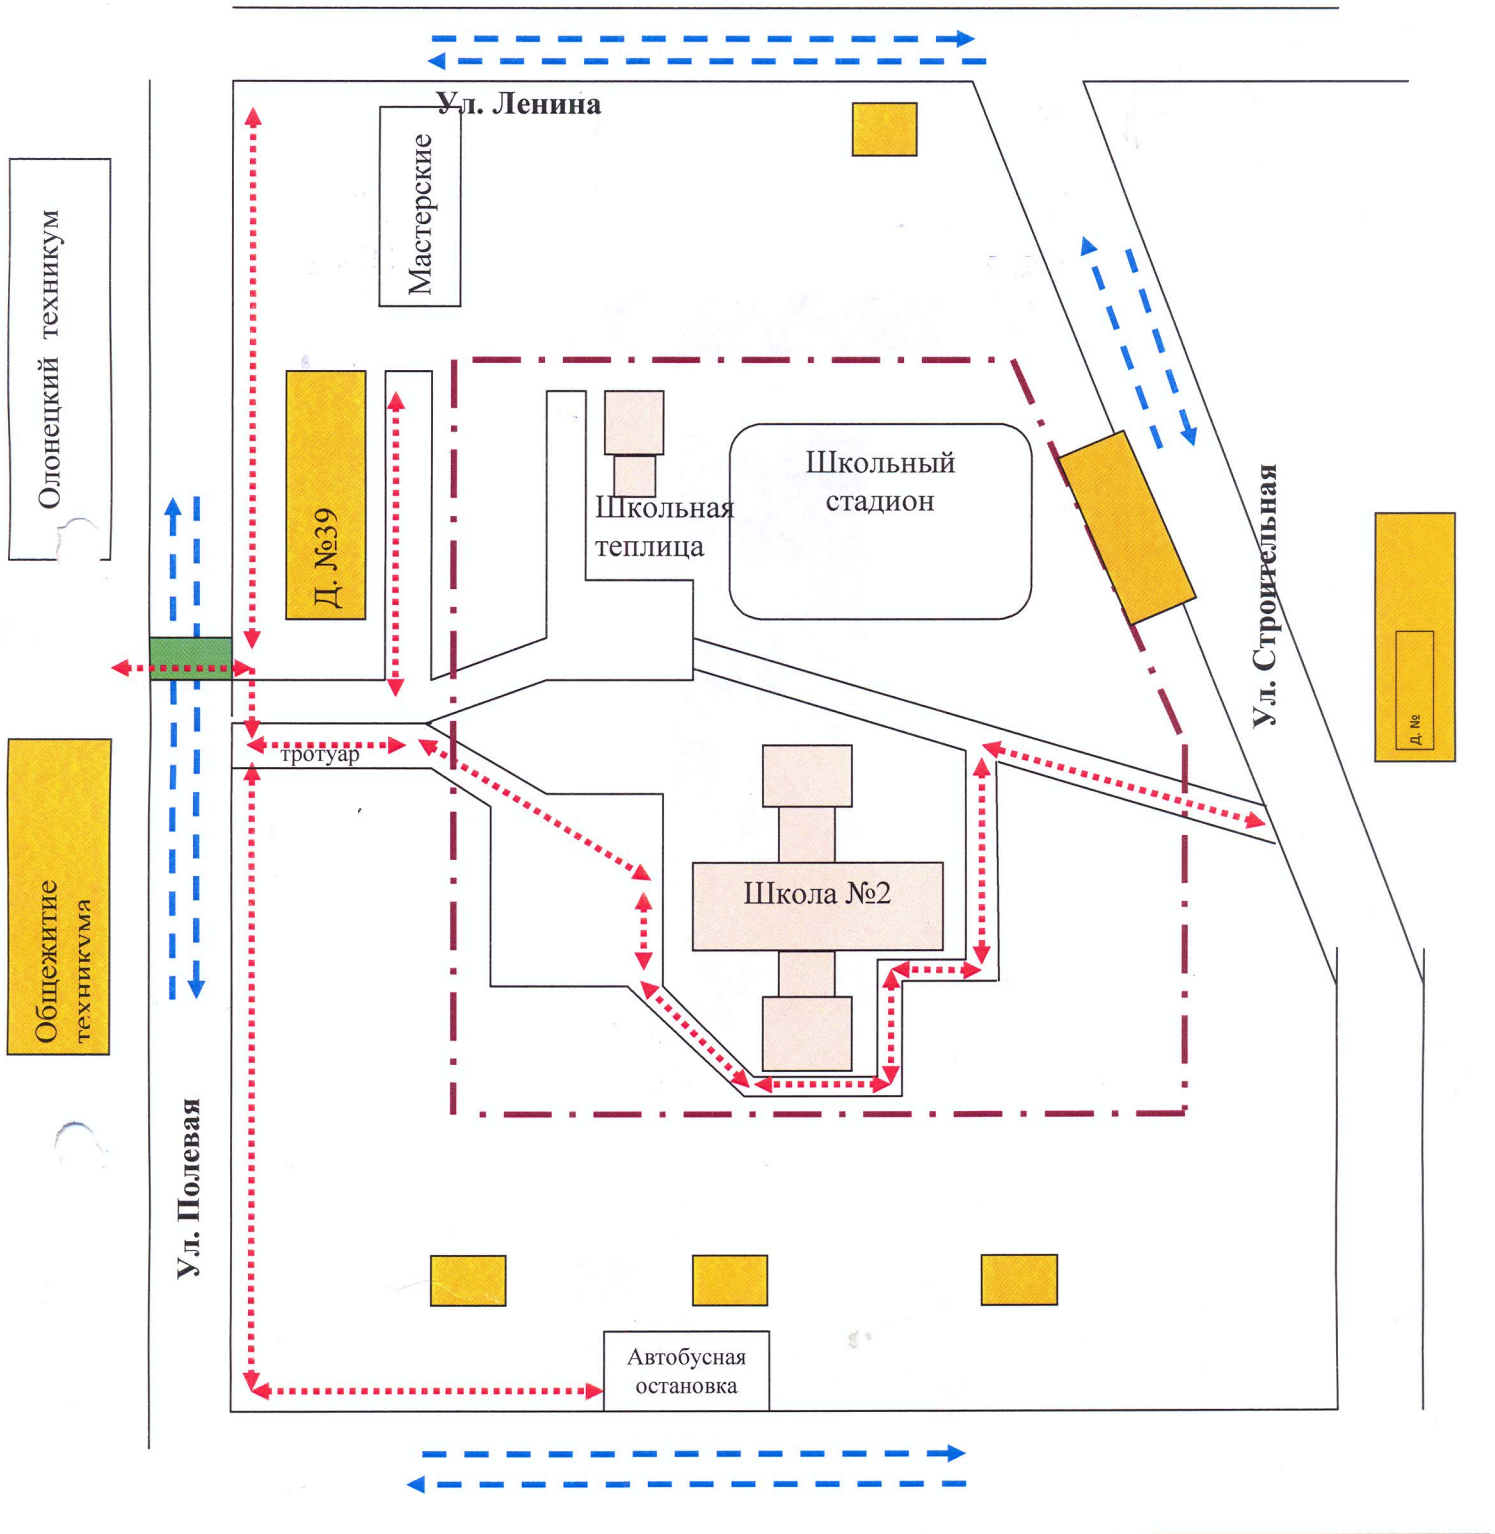 Ул. Ленина
Мастерские
Олонецкий техникум
Д. №39
Школьная
теплица
Школьный
стадион
Ул. Строительная
Д. №
тротуар
Школа №2
Общежитие
техникума
Ул. Полевая
Автобусная
остановка